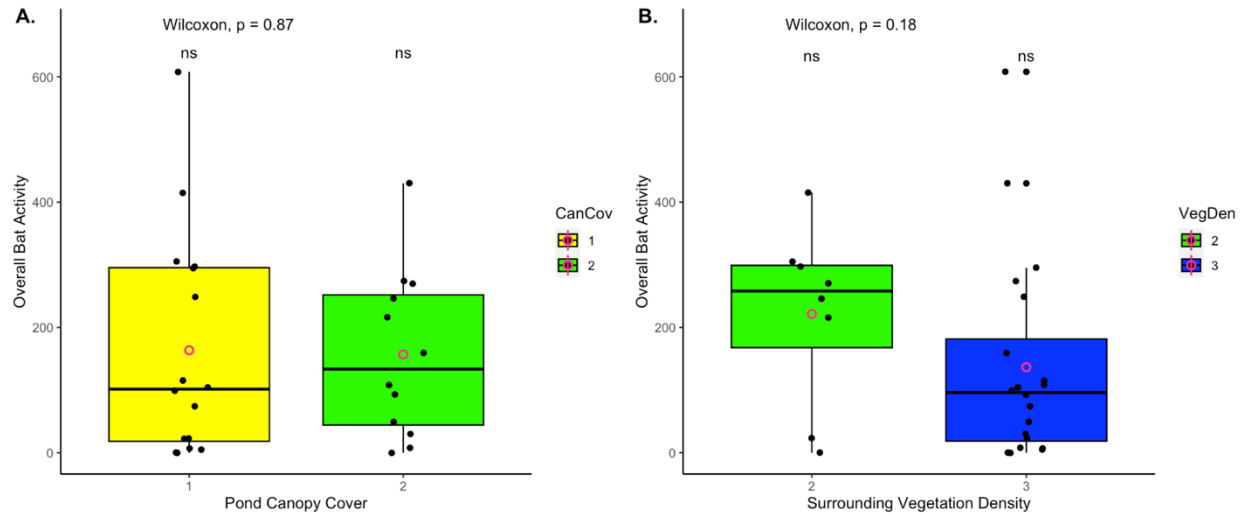 A.
Wilcoxon, p = 0.87
ns ns
600
400
200
0
Overall Bat Activity
1 2
Pond Canopy Cover
CanCov
1
2
B.
Wilcoxon, p = 0.18
ns ns
600
400
200
0
Overall Bat Activity
2 3
Surrounding Vegetation Density
VegDen
2
3